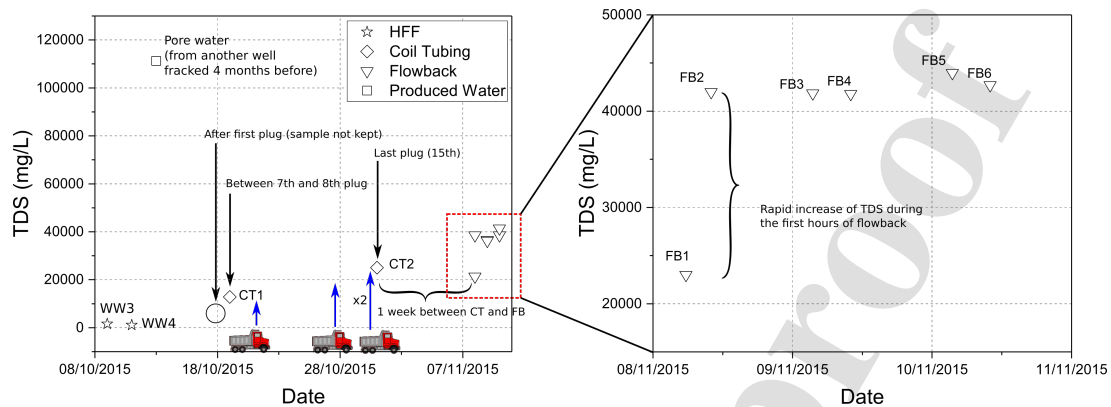 120000
100000
80000
60000
40000
20000
0
TDS (mg/L)
Pore water
(from another well
fracked 4 months before)
HFF
Coil Tubing
Flowback
Produced Water
After first plug (sample not kept)
Between 7th and 8th plug
Last plug (15th)
WW3
WW4
CT1
CT2
x2
1 week between CT and FB
08/10/2015
18/10/2015
28/10/2015
07/11/2015
Date
50000
40000
30000
20000
TDS (mg/L)
FB1
FB2
FB3
FB4
FB5
FB6
Rapid increase of TDS during
the first hours of flowback
08/11/2015
09/11/2015
10/11/2015
11/11/2015
Date
proof